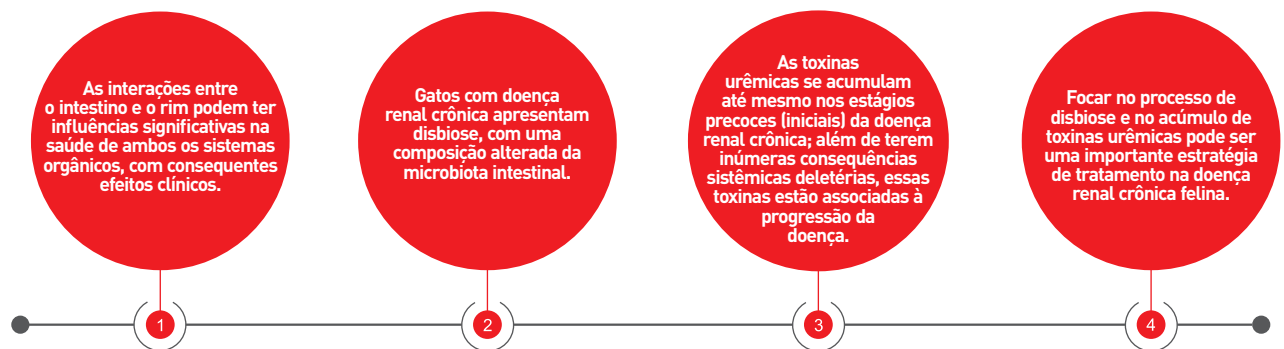 As interações entre
o intestino e o rim podem ter
influências significativas na
saúde de ambos os sistemas
orgânicos, com consequentes
efeitos clínicos.
Gatos com doença
renal crônica apresentam
disbiose, com uma
composição alterada da
microbiota intestinal.
As toxinas
urêmicas se acumulam
até mesmo nos estágios
precoces (iniciais) da doença
renal crônica; além de terem
inúmeras consequências
sistêmicas deletérias, essas
toxinas estão associadas à
progressão da
doença.
Focar no processo de
disbiose e no acúmulo de
toxinas urêmicas pode ser
uma importante estratégia
de tratamento na doença
renal crônica felina.
1
2
3
4